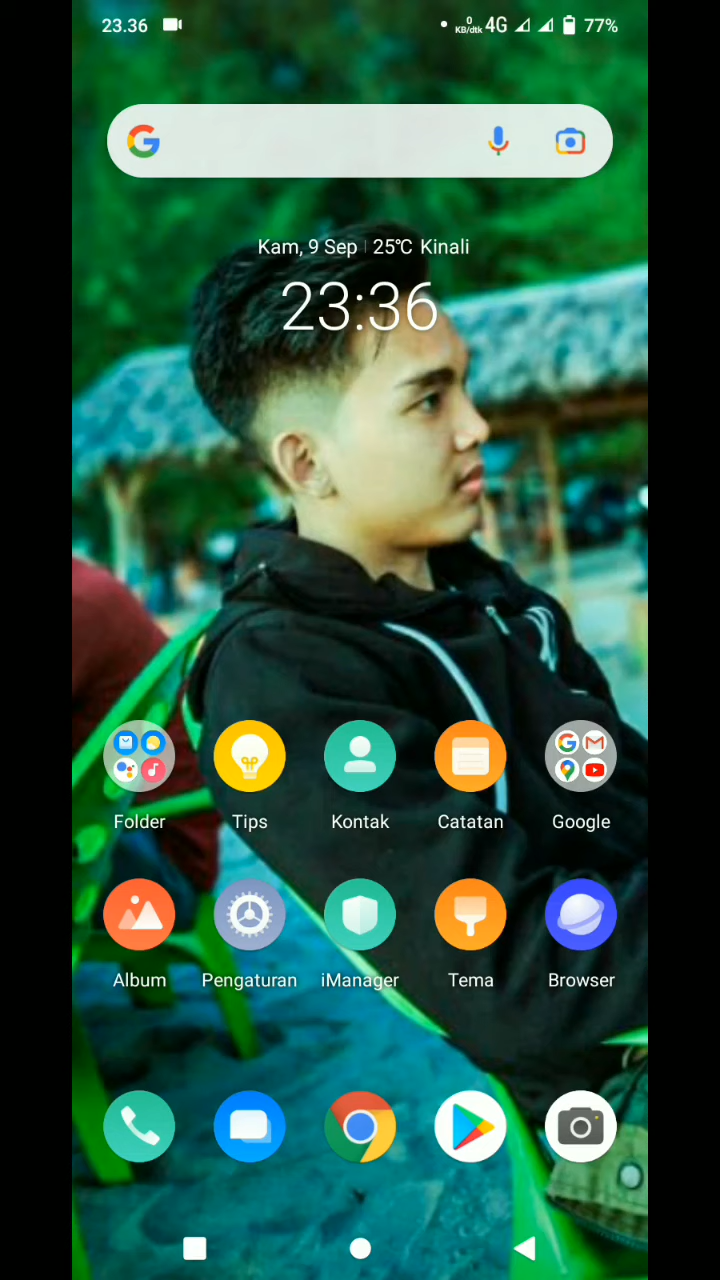 23.36
0
KB/dtk
4G
77%
Kam, 9 Sep | 25℃ Kinali
23:36
Folder Tips Kontak Catatan Google
Album Pengaturan iManager Tema Browser